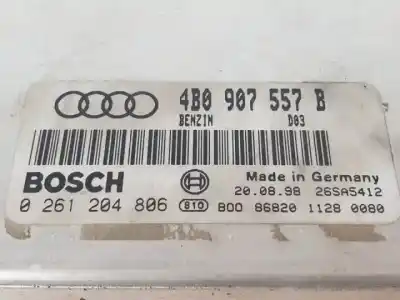 4B0 907 557 B
BENZIN D03
BOSCH
Made in Germany
20.08.98 26SA5412
0 261 204 806 810 B00 86820 1128 0080